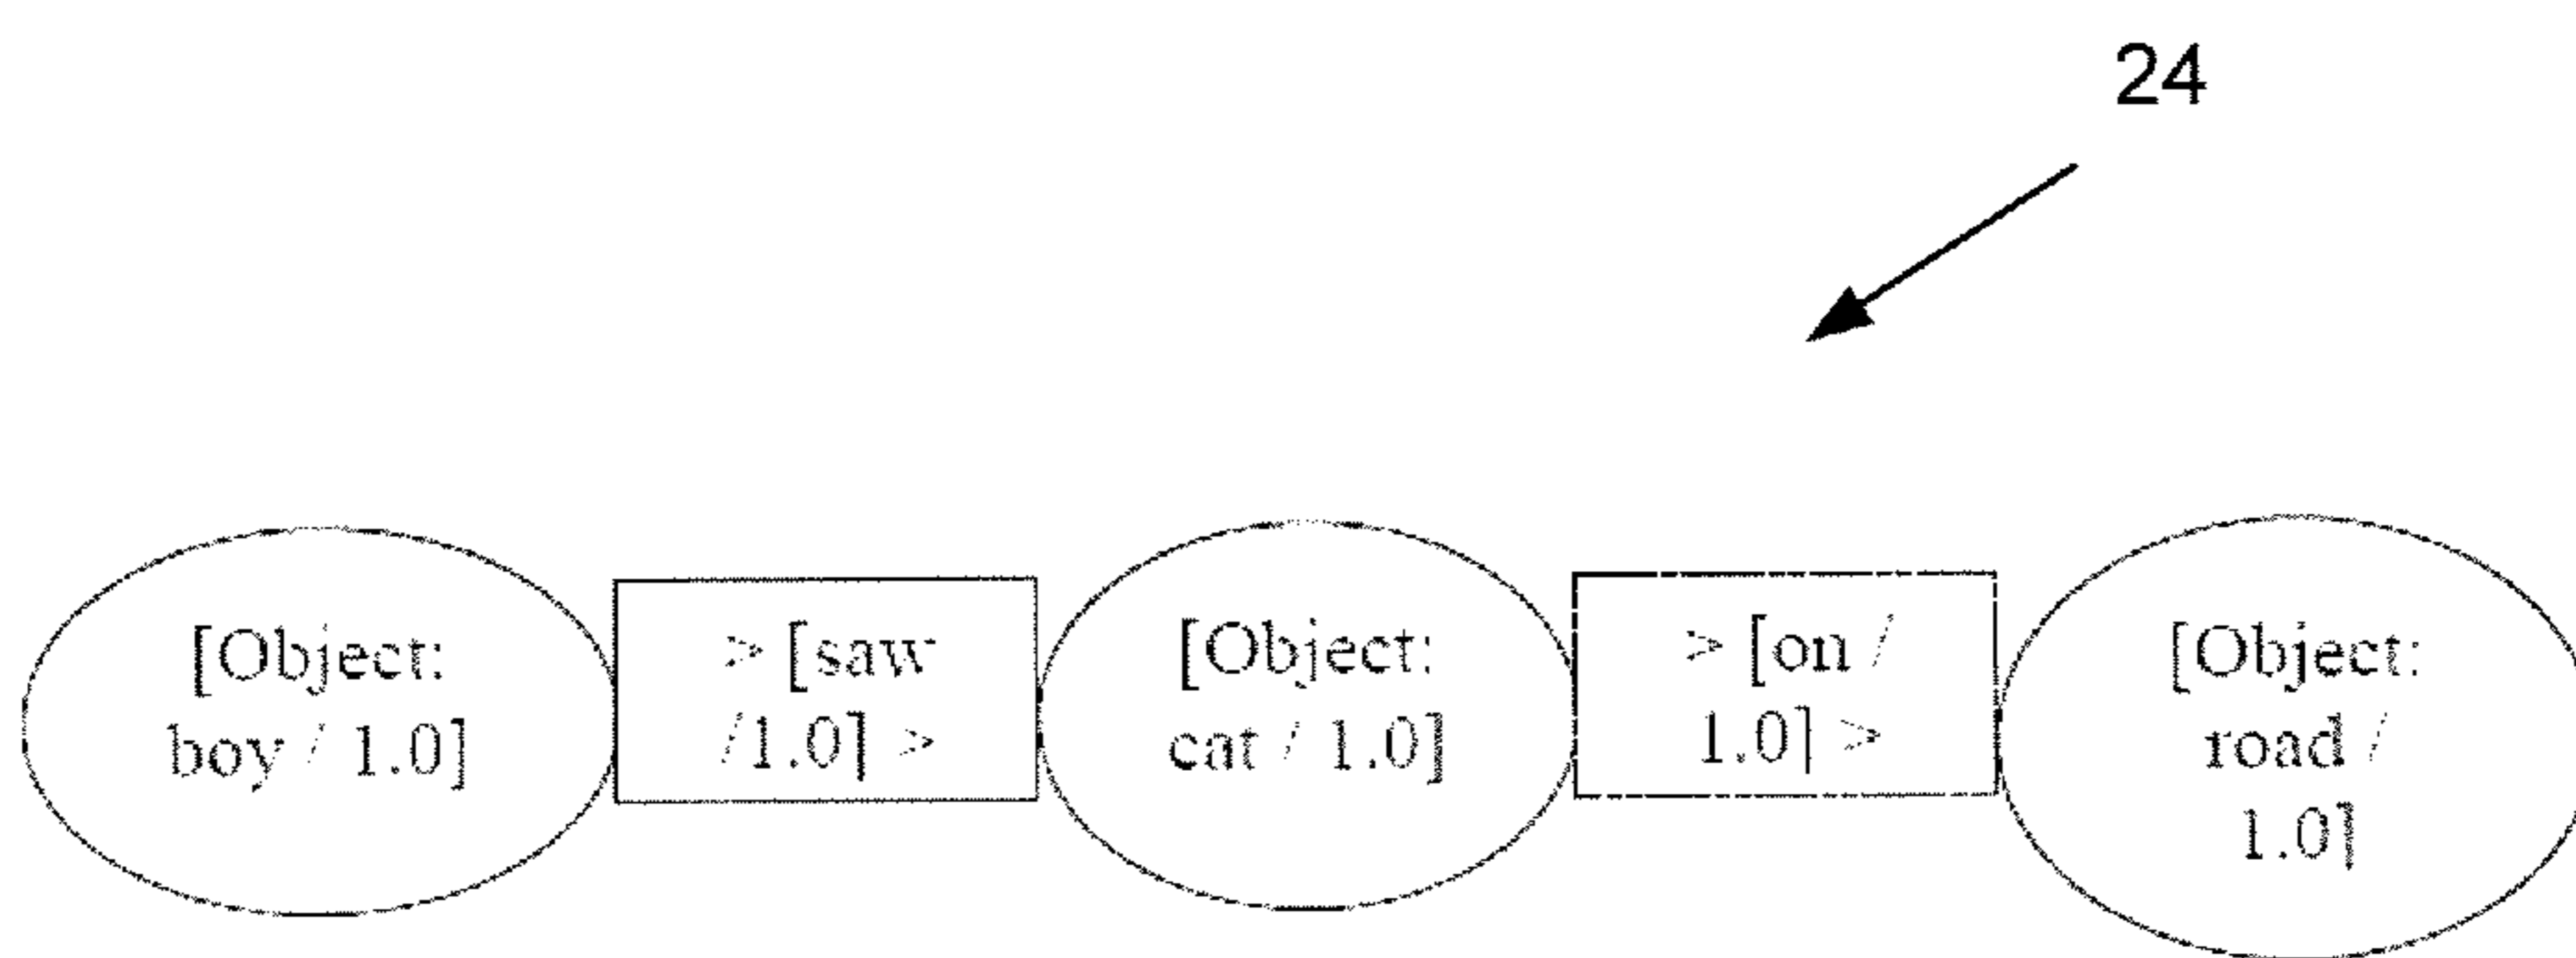 24
[Object:
boy / 1.0]
> [saw
/1.0] >
[Object:
cat / 1.0]
> [on /
1.0] >
[Object:
road /
1.0]